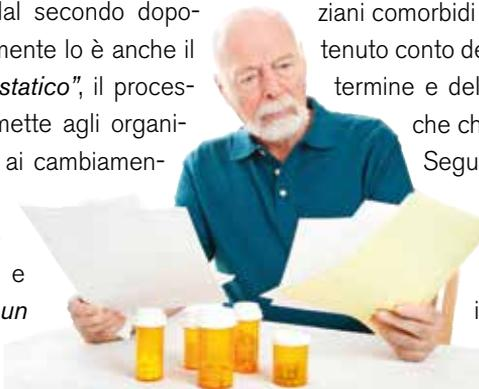 dal secondo dopo-
mente lo è anche il
statico", il proces-
mette agli organi-
ai cambiamen-
e
un
ziani comorbidi
tenuto conto de
termine e del
che ch
Segu
i